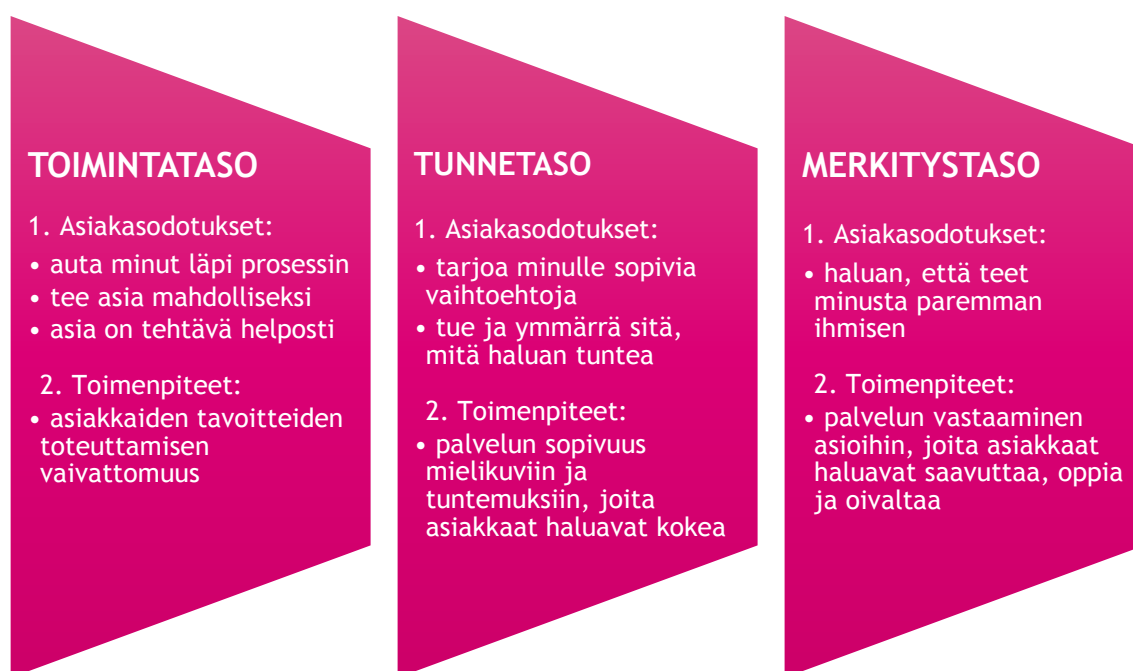 TOIMINTATASO
1. Asiakasodotukset:
• auta minut läpi prosessin
• tee asia mahdolliseksi
• asia on tehtävä helposti
2. Toimenpiteet:
• asiakkaiden tavoitteiden
toteuttamisen
vaivattomuus
TUNNETASO
1. Asiakasodotukset:
• tarjoa minulle sopivia
vaihtoehtoja
• tue ja ymmärrä sitä,
mitä haluan tuntea
2. Toimenpiteet:
• palvelun sopivuus
mielikuviin ja
tuntemuksiin, joita
asiakkaat haluavat kokea
MERKITYSTASO
1. Asiakasodotukset:
• haluan, että teet
minusta paremman
ihmisen
2. Toimenpiteet:
• palvelun vastaaminen
asioihin, joita asiakkaat
haluavat saavuttaa, oppia
ja oivaltaa